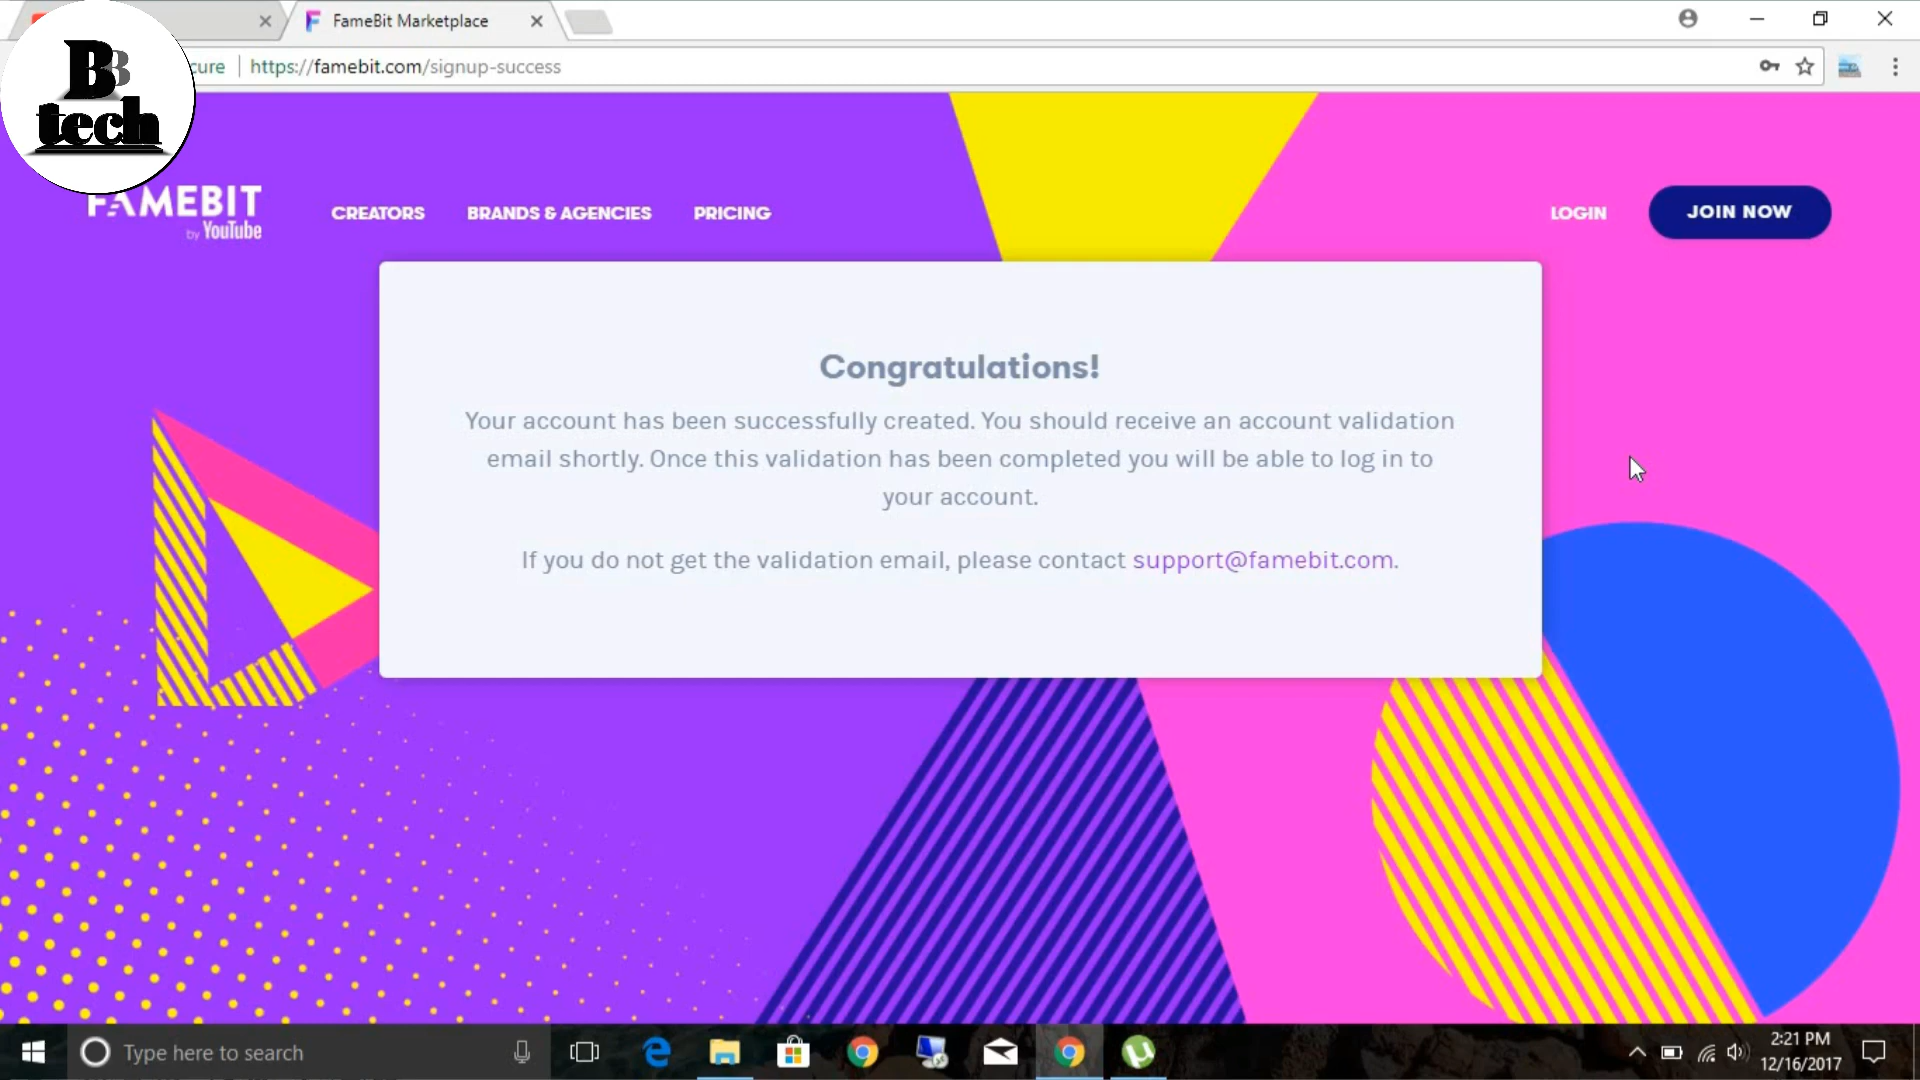 FameBit Marketplace
cure | https://famebit.com/signup-success
B B
tech
FAMEBIT
by YouTube
CREATORS
BRANDS & AGENCIES
PRICING
LOGIN
JOIN NOW
Congratulations!
Your account has been successfully created. You should receive an account validation
email shortly. Once this validation has been completed you will be able to log in to
your account.
If you do not get the validation email, please contact support@famebit.com.
Type here to search
2:21 PM
12/16/2017